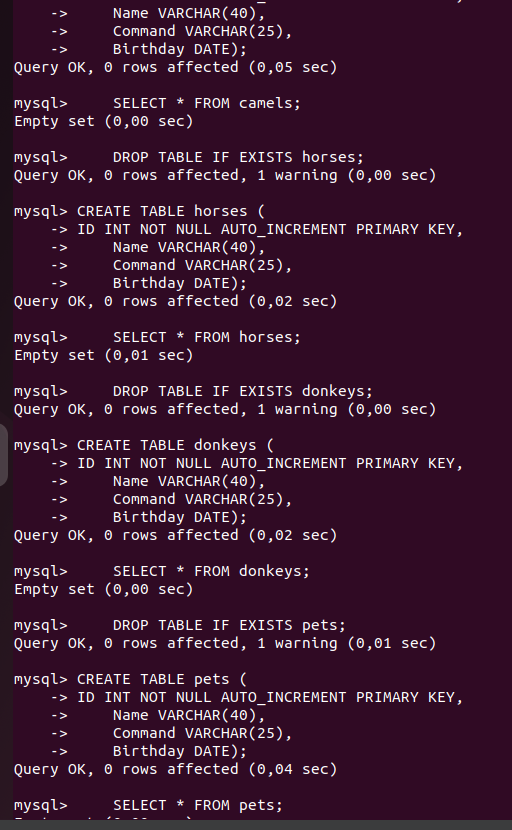 ->     Name VARCHAR(40),
    ->     Command VARCHAR(25),
    ->     Birthday DATE);
Query OK, 0 rows affected (0,05 sec)

mysql>     SELECT * FROM camels;
Empty set (0,00 sec)

mysql>     DROP TABLE IF EXISTS horses;
Query OK, 0 rows affected, 1 warning (0,00 sec)

mysql> CREATE TABLE horses (
    -> ID INT NOT NULL AUTO_INCREMENT PRIMARY KEY,
    ->     Name VARCHAR(40),
    ->     Command VARCHAR(25),
    ->     Birthday DATE);
Query OK, 0 rows affected (0,02 sec)

mysql>     SELECT * FROM horses;
Empty set (0,01 sec)

mysql>     DROP TABLE IF EXISTS donkeys;
Query OK, 0 rows affected, 1 warning (0,00 sec)

mysql> CREATE TABLE donkeys (
    -> ID INT NOT NULL AUTO_INCREMENT PRIMARY KEY,
    ->     Name VARCHAR(40),
    ->     Command VARCHAR(25),
    ->     Birthday DATE);
Query OK, 0 rows affected (0,02 sec)

mysql>     SELECT * FROM donkeys;
Empty set (0,00 sec)

mysql>     DROP TABLE IF EXISTS pets;
Query OK, 0 rows affected, 1 warning (0,01 sec)

mysql> CREATE TABLE pets (
    -> ID INT NOT NULL AUTO_INCREMENT PRIMARY KEY,
    ->     Name VARCHAR(40),
    ->     Command VARCHAR(25),
    ->     Birthday DATE);
Query OK, 0 rows affected (0,04 sec)

mysql>     SELECT * FROM pets;